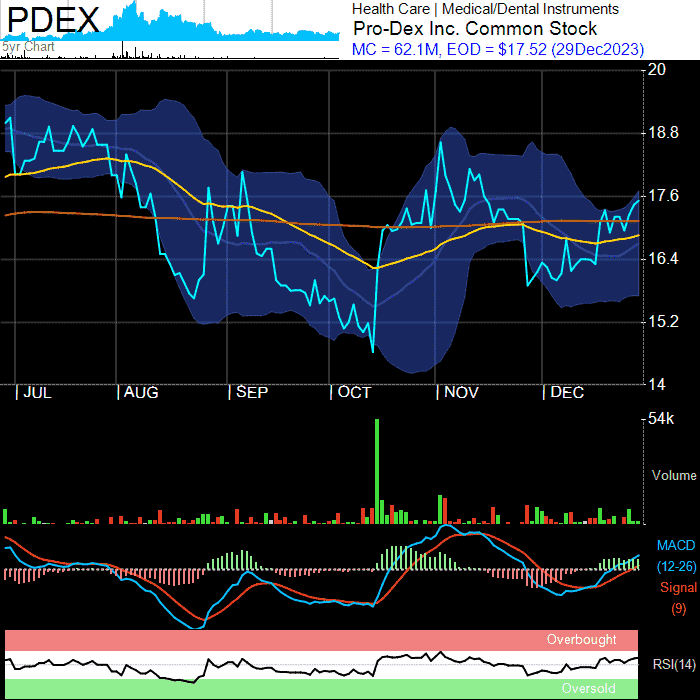 PDEX
5yr Chart
Health Care | Medical/Dental Instruments
Pro-Dex Inc. Common Stock
MC = 62.1M, EOD = $17.52 (29Dec2023)
20
18.8
17.6
16.4
15.2
14
| JUL | AUG | SEP | OCT | NOV | DEC
54k
Volume
MACD
(12-26)
Signal
(9)
Overbought
RSI(14)
Oversold